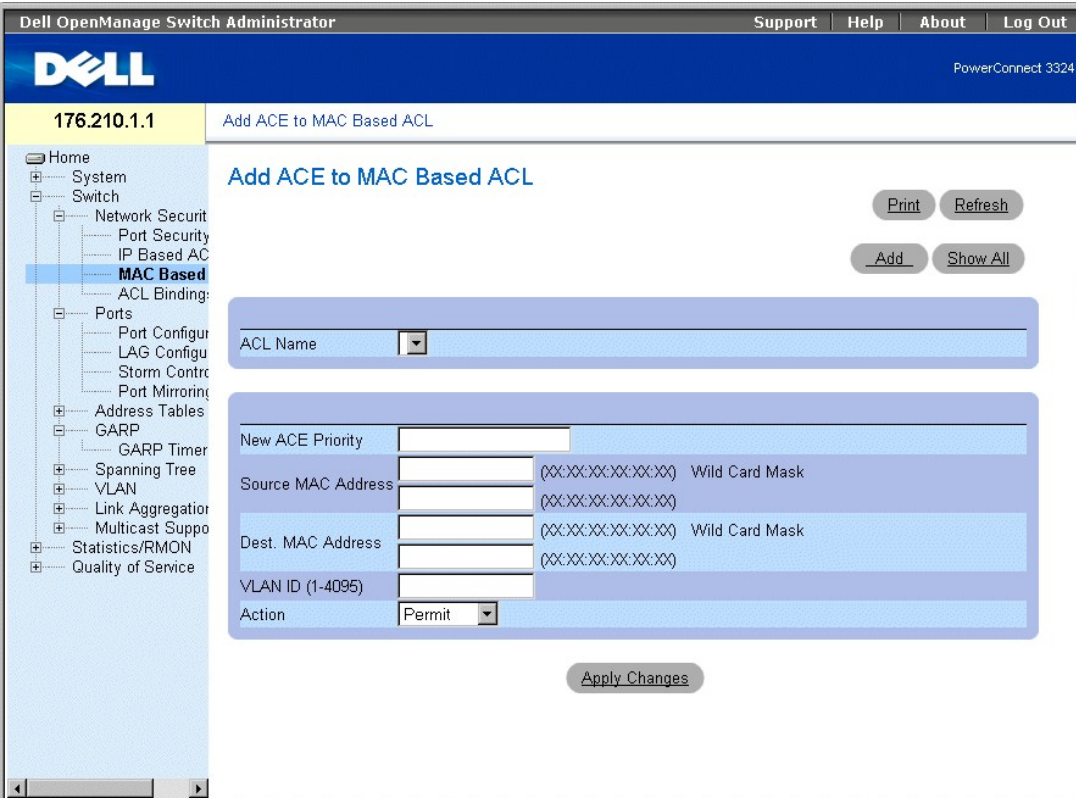 Dell OpenManage Switch Administrator
Support Help About Log Out
DELL
PowerConnect 3324
176.210.1.1
Add ACE to MAC Based ACL
Home
System
Switch
Network Securit
Port Security
IP Based AC
MAC Based
ACL Binding
Ports
Port Configur
LAG Configu
Storm Contro
Port Mirroring
Address Tables
GARP
GARP Timer
Spanning Tree
VLAN
Link Aggregation
Multicast Suppo
Statistics/RMON
Quality of Service
Add ACE to MAC Based ACL
Print Refresh
Add Show All
ACL Name
New ACE Priority
Source MAC Address (XX:XX:XX:XX:XX:XX) Wild Card Mask
(XX:XX:XX:XX:XX:XX)
Dest. MAC Address (XX:XX:XX:XX:XX:XX) Wild Card Mask
(XX:XX:XX:XX:XX:XX)
VLAN ID (1-4095)
Action Permit
Apply Changes